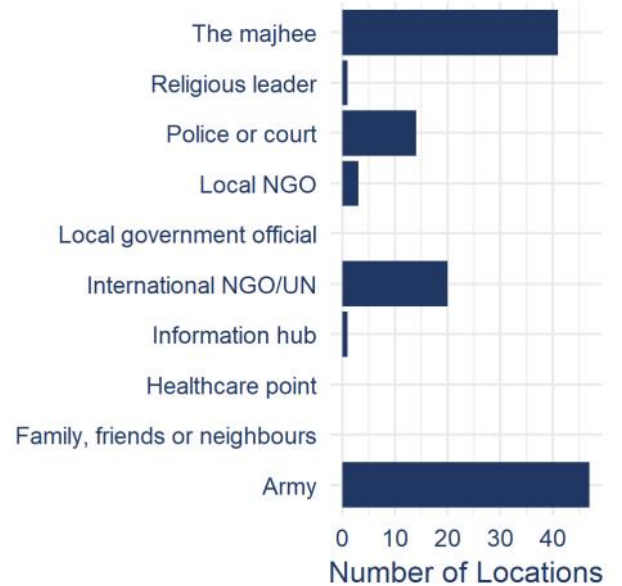 The majhee
Religious leader
Police or court
Local NGO
Local government official
International NGO/UN
Information hub
Healthcare point
Family, friends or neighbours
Army
0 10 20 30 40
Number of Locations